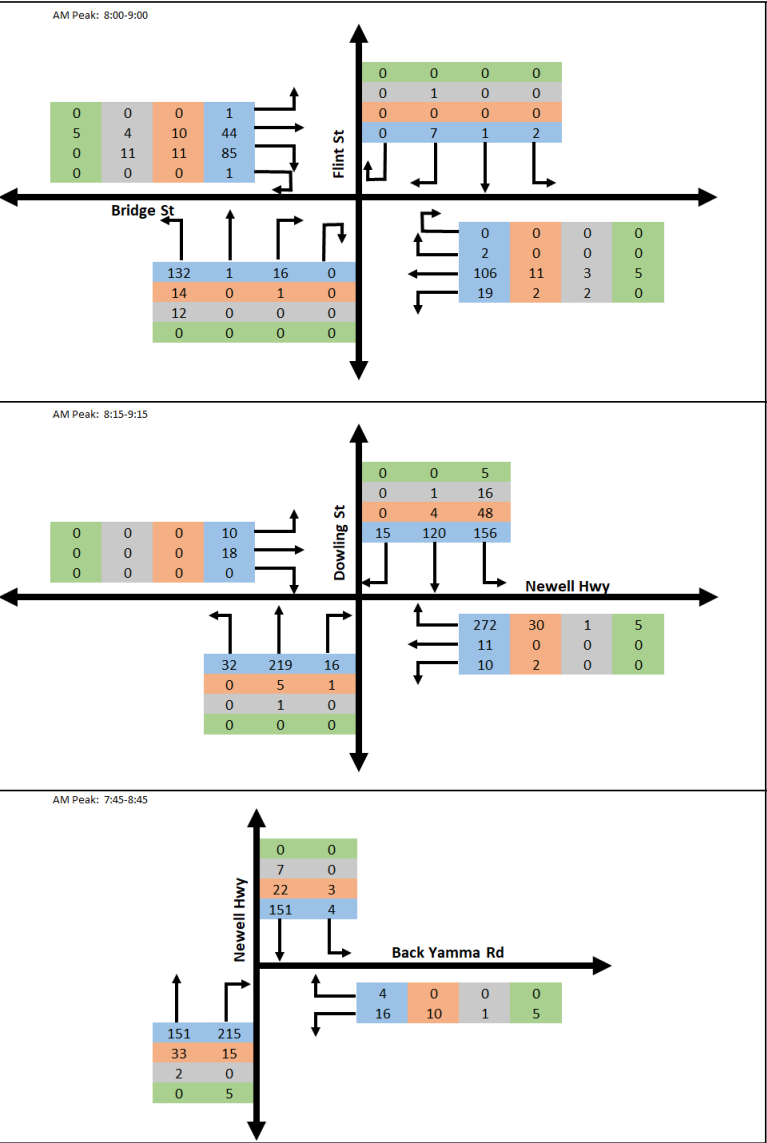 AM Peak: 8:00-9:00
Flint St
0 0 0 0
0 1 0 0
0 0 0 0
0 7 1 2
0 0 0 1
5 4 10 44
0 11 11 85
0 0 0 1
Bridge St
132 1 16 0
14 0 1 0
12 0 0 0
0 0 0 0
0 0 0 0
2 0 0 0
106 11 3 5
19 2 2 0
AM Peak: 8:15-9:15
Dowling St
0 0 5
0 1 16
0 4 48
15 120 156
0 0 0 10
0 0 0 18
0 0 0 0
Newell Hwy
32 219 16
0 5 1
0 1 0
0 0 0
272 30 1 5
11 0 0 0
10 2 0 0
AM Peak: 7:45-8:45
Newell Hwy
0 0
7 0
22 3
151 4
Back Yamma Rd
4 0 0 0
16 10 1 5
151 215
33 15
2 0
0 5